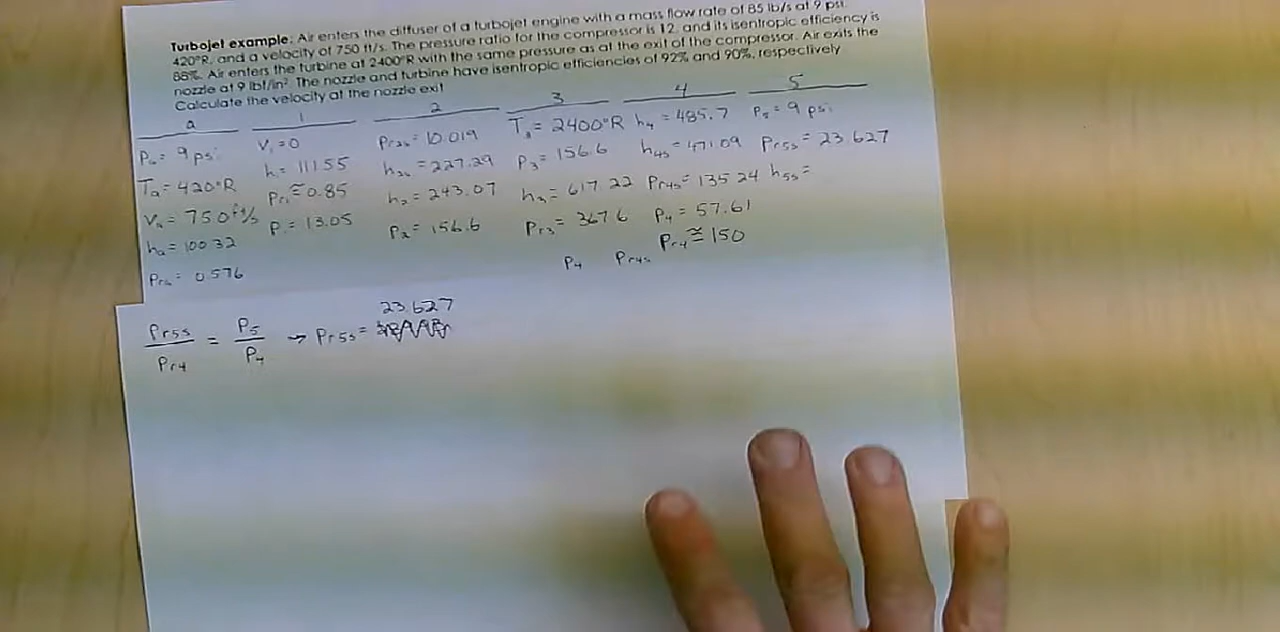 Turbojet example: Air enters the diffuser of a turbojet engine with a mass flow rate of 85 lb/s at 9 psi
420°R, and a velocity of 750 ft/s. The pressure ratio for the compressor is 12, and its isentropic efficiency is
88%. Air enters the turbine at 2400°R with the same pressure as at the exit of the compressor. Air exits the
nozzle at 9 lbf/in². The nozzle and turbine have isentropic efficiencies of 92% and 90%, respectively
Calculate the velocity at the nozzle exit
a 1 2 3 4 5
Pa = 9 psi V1 = 0 Pr2s = 10.019 T3 = 2400°R h4 = 485.7 P5 = 9 psi
Ta = 420°R h1 = 111.55 h2s = 227.29 P3 = 156.6 h4s = 471.09 Pr5s = 23.627
Va = 750 ft/s Pr1 ≅ 0.85 h2 = 243.07 h3 = 617.22 Pr4s = 135.24 h5s =
ha = 100.32 P1 = 13.05 P2 = 156.6 Pr3 = 367.6 P4 = 57.61
Pra = 0.576 P4 Pr4s Pr4 ≅ 150
23.627
Pr5s / Pr4 = P5 / P4 → Pr5s =